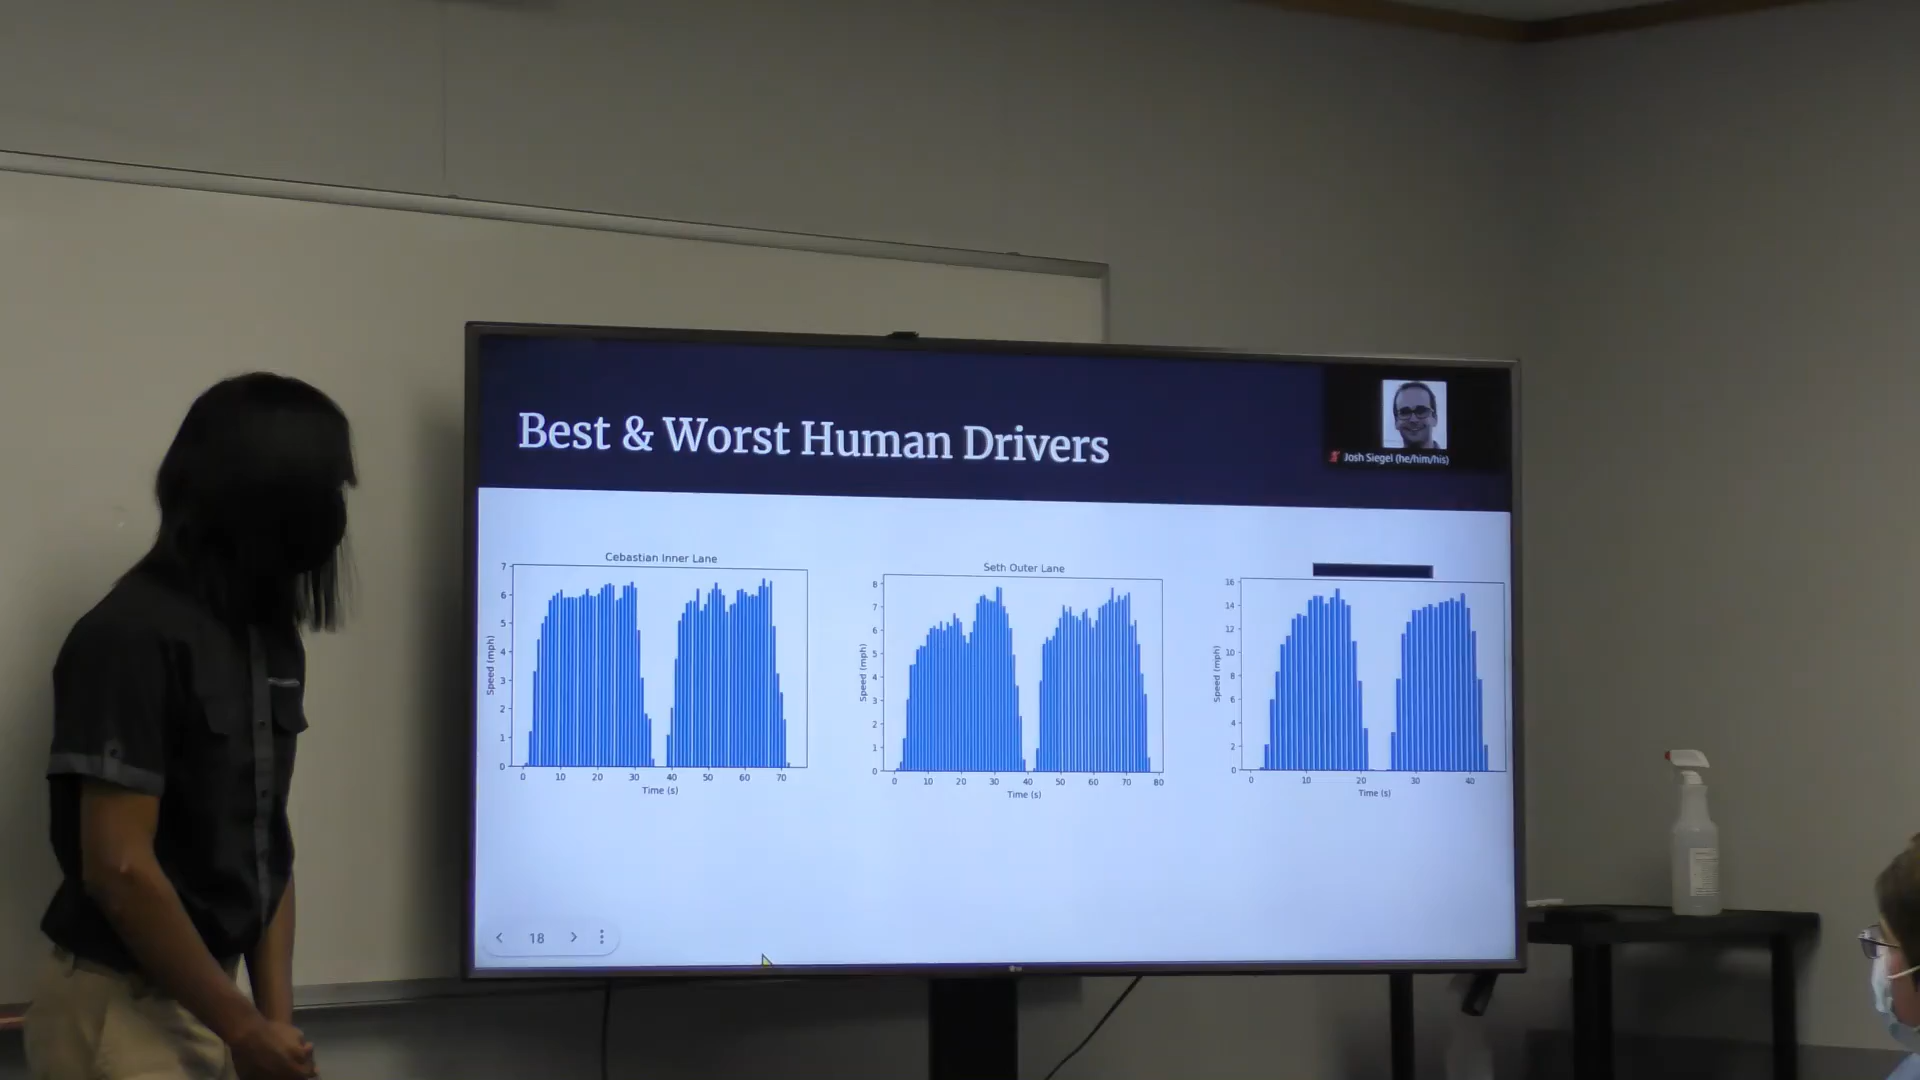 Best & Worst Human Drivers
Josh Siegel (he/him/his)
Cebastian Inner Lane
7
6
5
4
3
2
1
0
Speed (mph)
0 10 20 30 40 50 60 70
Time (s)
Seth Outer Lane
8
7
6
5
4
3
2
1
0
Speed (mph)
0 10 20 30 40 50 60 70 80
Time (s)
16
14
12
10
8
6
4
2
0
Speed (mph)
0 10 20 30 40
Time (s)
18